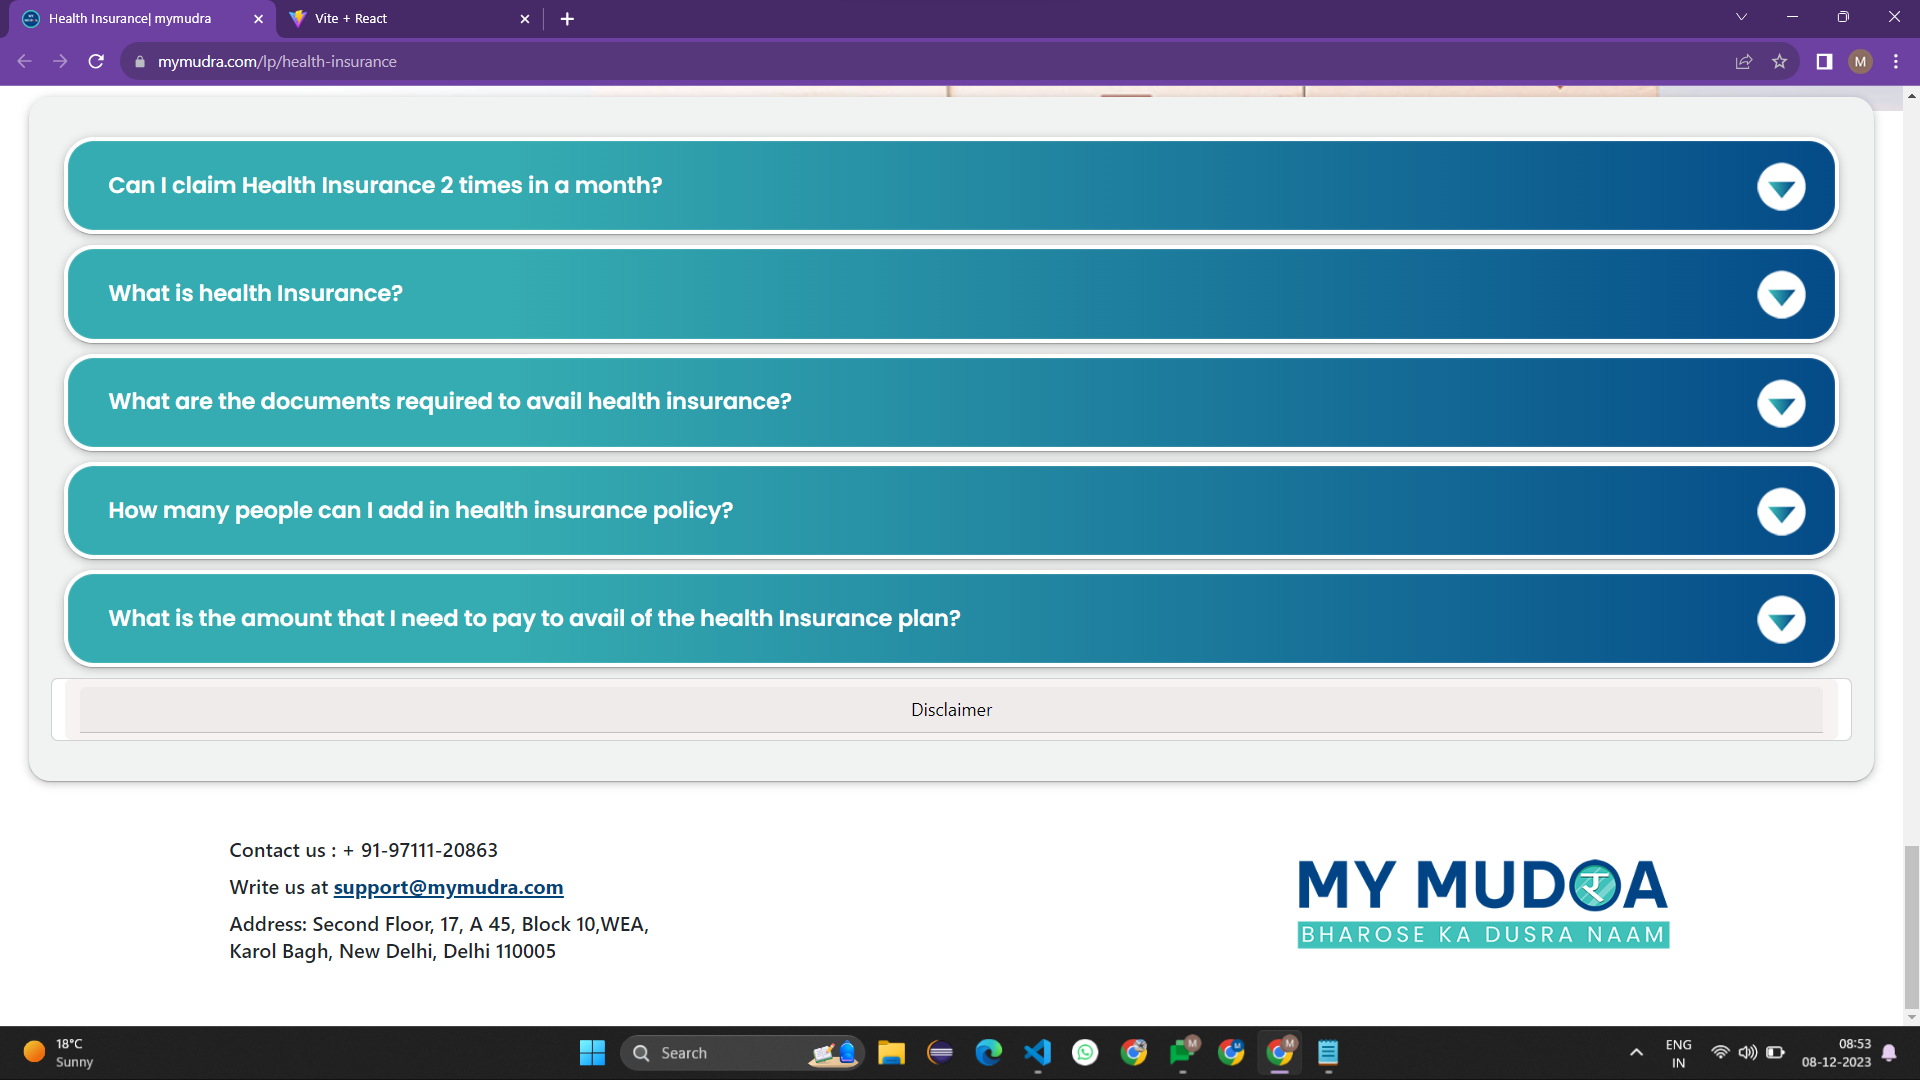 Health Insurance| mymudra
Vite + React
mymudra.com/lp/health-insurance
M
Can I claim Health Insurance 2 times in a month?
What is health Insurance?
What are the documents required to avail health insurance?
How many people can I add in health insurance policy?
What is the amount that I need to pay to avail of the health Insurance plan?
Disclaimer
Contact us : + 91-97111-20863
Write us at support@mymudra.com
Address: Second Floor, 17, A 45, Block 10,WEA,
Karol Bagh, New Delhi, Delhi 110005
MY MUDRA
BHAROSE KA DUSRA NAAM
18°C
Sunny
Search
M
M
M
ENG
IN
08:53
08-12-2023